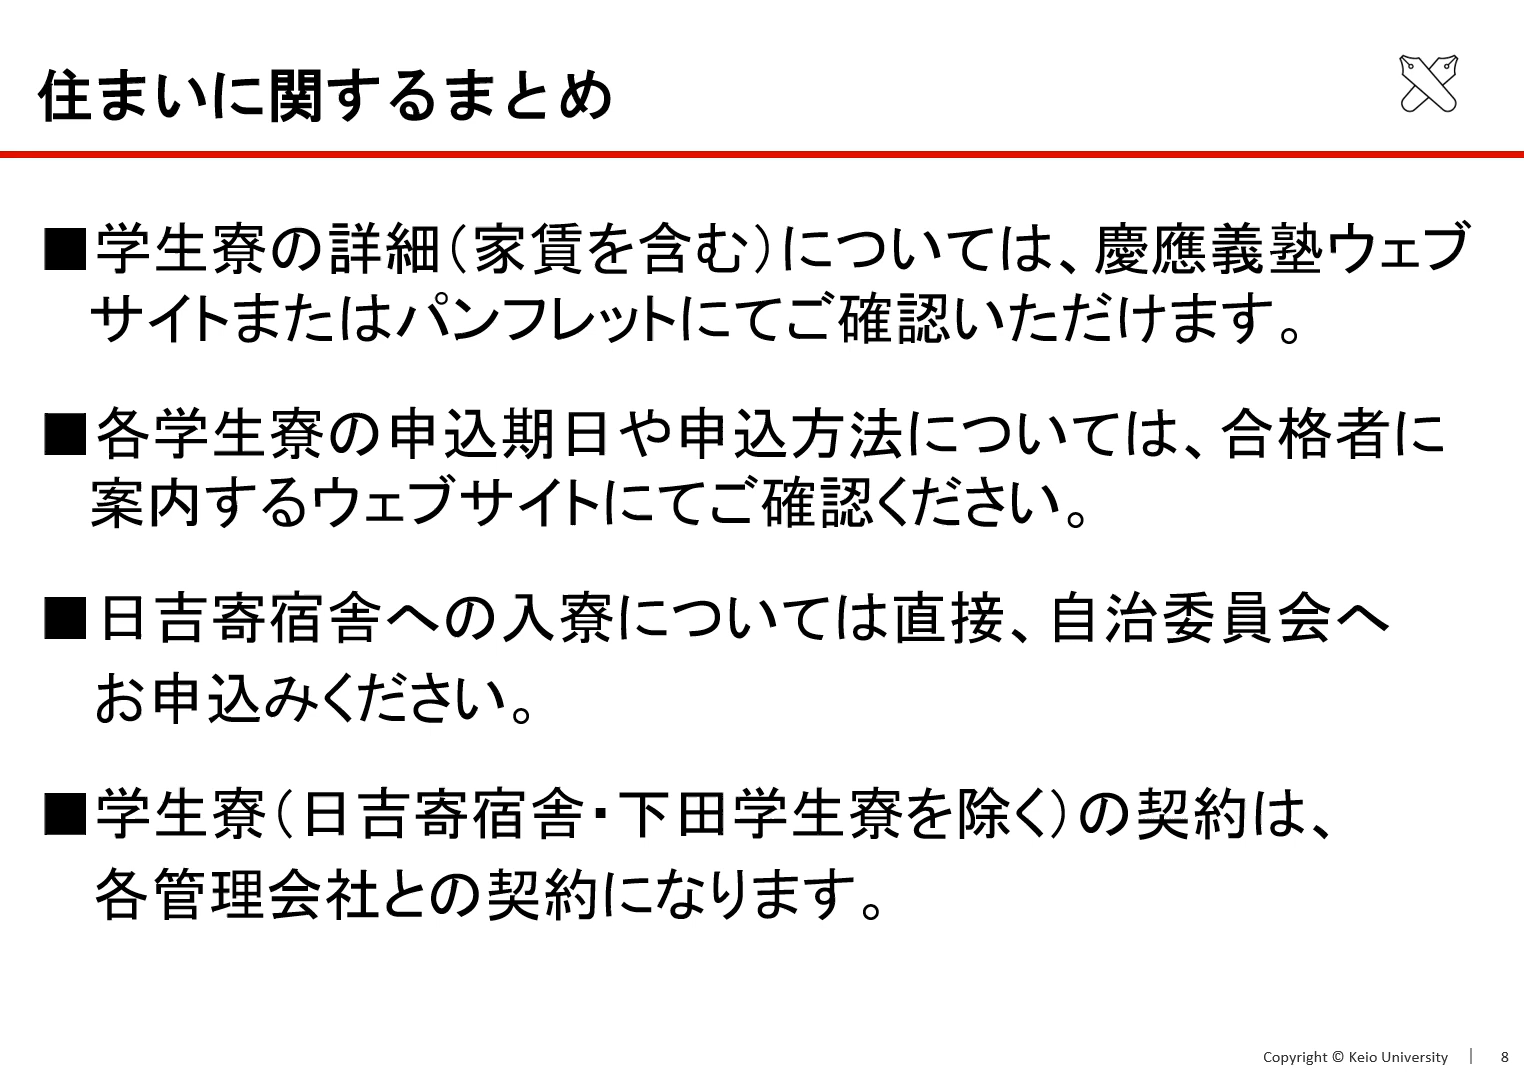 住まいに関するまとめ
■学生寮の詳細（家賃を含む）については、慶應義塾ウェブ
サイトまたはパンフレットにてご確認いただけます。
■各学生寮の申込期日や申込方法については、合格者に
案内するウェブサイトにてご確認ください。
■日吉寄宿舎への入寮については直接、自治委員会へ
お申込みください。
■学生寮（日吉寄宿舎・下田学生寮を除く）の契約は、
各管理会社との契約になります。
Copyright © Keio University | 8